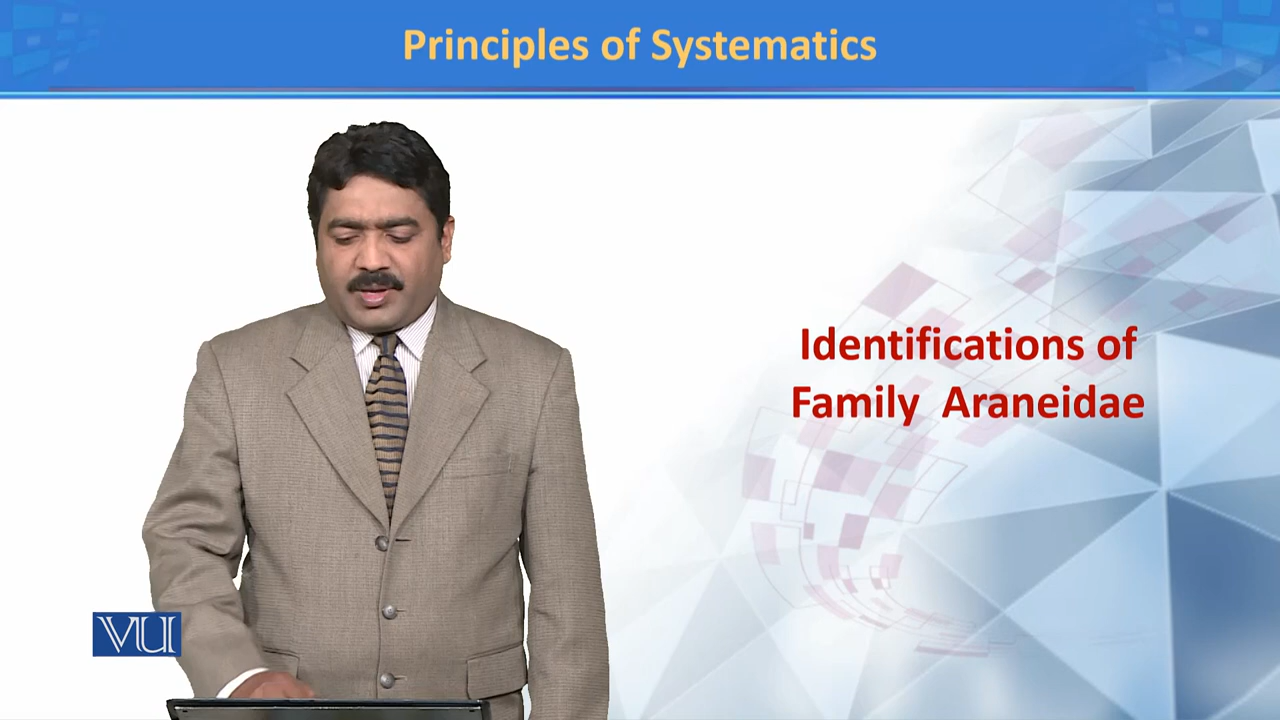 Principles of Systematics
Identifications of
Family Araneidae
VU